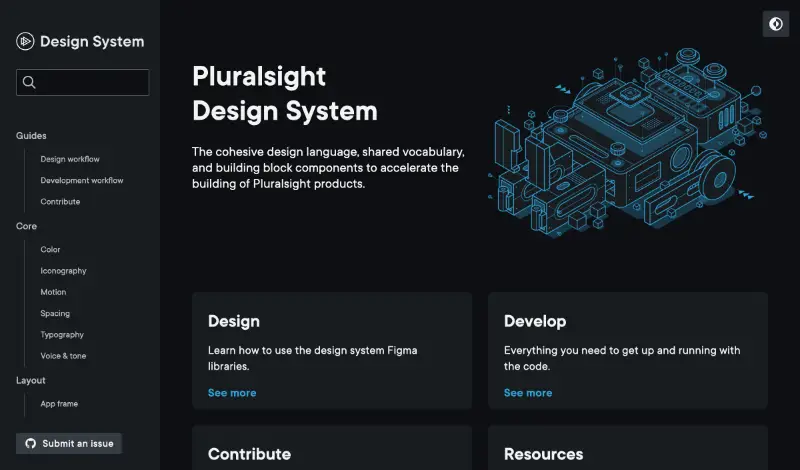 Design System
Guides
Design workflow
Development workflow
Contribute
Core
Color
Iconography
Motion
Spacing
Typography
Voice & tone
Layout
App frame
Submit an issue
Pluralsight
Design System
The cohesive design language, shared vocabulary,
and building block components to accelerate the
building of Pluralsight products.
Design
Learn how to use the design system Figma
libraries.
See more
Develop
Everything you need to get up and running with
the code.
See more
Contribute
Resources